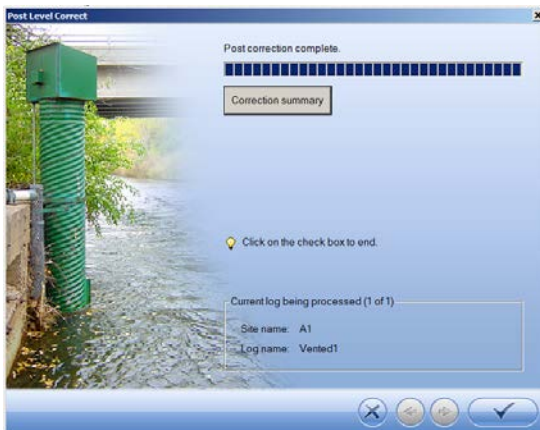 Post Level Correct
Post correction complete.
Correction summary
Click on the check box to end.
Current log being processed (1 of 1)
Site name: A1
Log name: Vented1